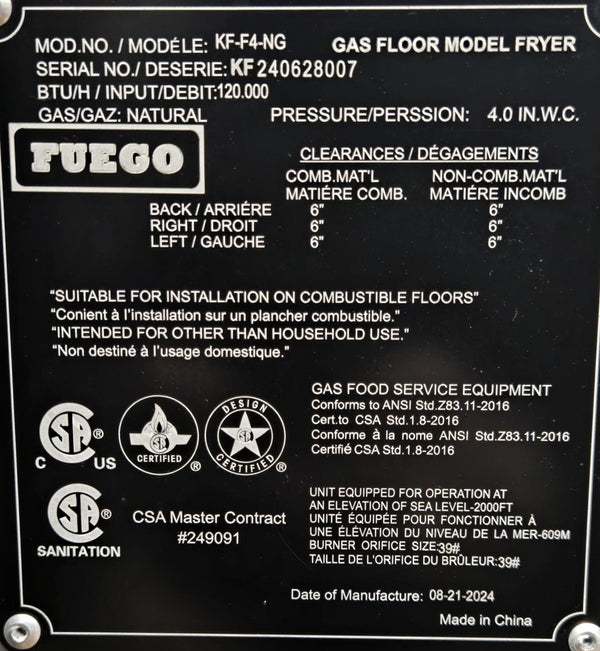 MOD.NO. / MODÉLE: KF-F4-NG GAS FLOOR MODEL FRYER
SERIAL NO./ DESERIE: KF 240628007
BTU/H / INPUT/DEBIT:120.000
GAS/GAZ: NATURAL PRESSURE/PERSSION: 4.0 IN.W.C.
FUEGO
CLEARANCES / DÉGAGEMENTS
COMB.MAT'L NON-COMB.MAT'L
MATIÉRE COMB. MATIÉRE INCOMB
BACK / ARRIÉRE 6" 6"
RIGHT / DROIT 6" 6"
LEFT / GAUCHE 6" 6"
"SUITABLE FOR INSTALLATION ON COMBUSTIBLE FLOORS"
"Conient à l'installation sur un plancher combustible."
"INTENDED FOR OTHER THAN HOUSEHOLD USE."
"Non destiné à l'usage domestique."
GAS FOOD SERVICE EQUIPMENT
Conforms to ANSI Std.Z83.11-2016
Cert.to CSA Std.1.8-2016
Conforme à la nome ANSI Std.Z83.11-2016
Certifié CSA Std.1.8-2016
C SA ® US
SA CERTIFIED ®
DESIGN SA CERTIFIED ®
SA ®
SANITATION
CSA Master Contract
#249091
UNIT EQUIPPED FOR OPERATION AT
AN ELEVATION OF SEA LEVEL-2000FT
UNITÉ ÉQUIPÉE POUR FONCTIONNER À
UNE ÉLÉVATION DU NIVEAU DE LA MER-609M
BURNER ORIFICE SIZE:39#
TAILLE DE L'ORIFICE DU BRÛLEUR:39#
Date of Manufacture: 08-21-2024
Made in China